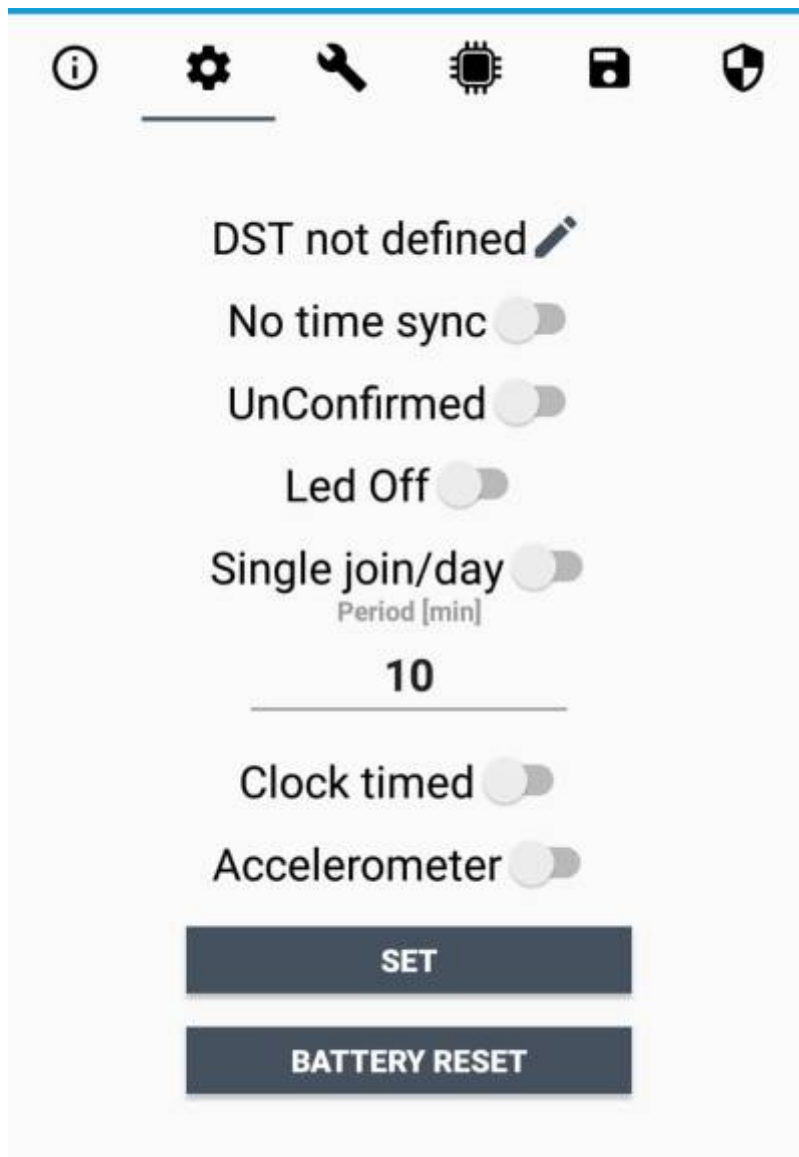 DST not defined
No time sync
UnConfirmed
Led Off
Single join/day
Period [min]
10
Clock timed
Accelerometer
SET
BATTERY RESET